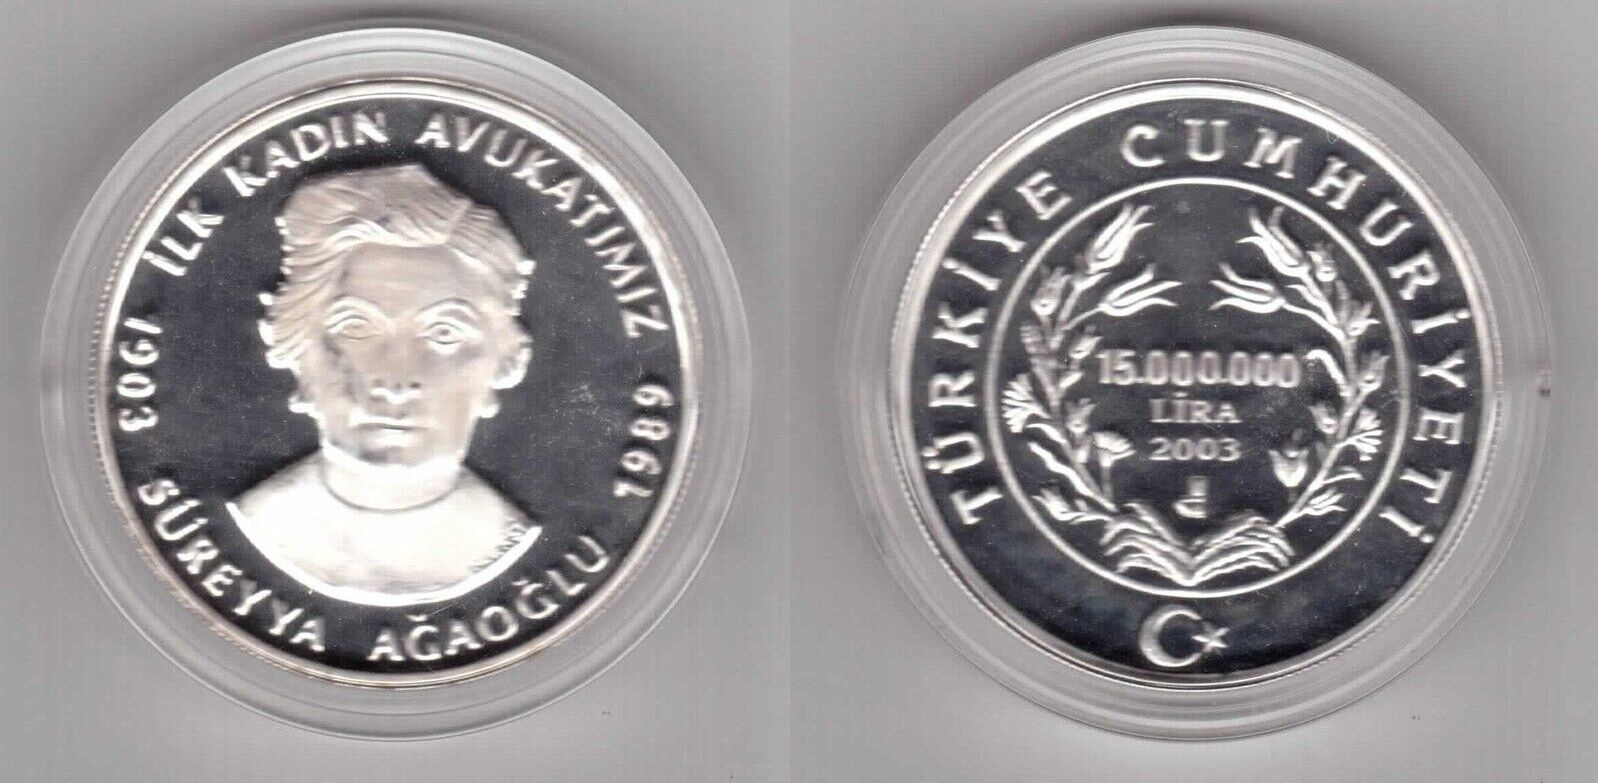 İLK KADIN AVUKATIMIZ
1903
1989
SÜREYYA AĞAOĞLU
TÜRKİYE CUMHURİYETİ
15.000.000
LİRA
2003